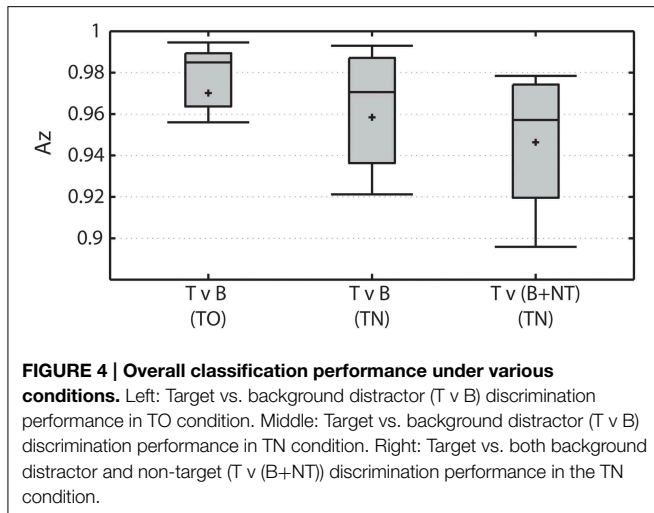 1
0.98
0.96
0.94
0.92
0.9
Az
T v B T v B T v (B+NT)
(TO) (TN) (TN)
FIGURE 4 | Overall classification performance under various
conditions. Left: Target vs. background distractor (T v B) discrimination
performance in TO condition. Middle: Target vs. background distractor (T v B)
discrimination performance in TN condition. Right: Target vs. both background
distractor and non-target (T v (B+NT)) discrimination performance in the TN
condition.